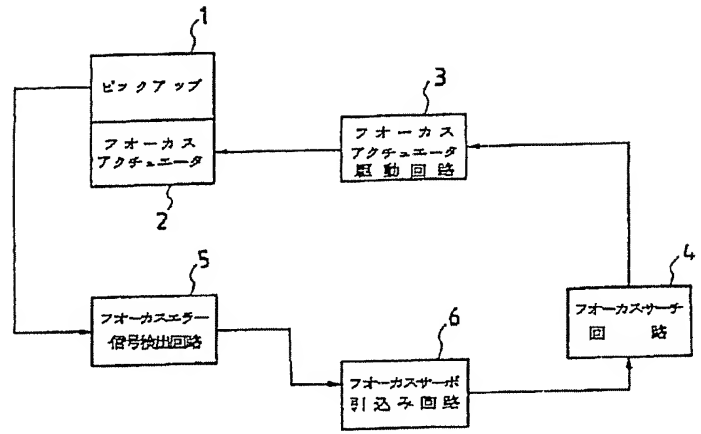 1
ピックアップ
フオーカス
アクチュエータ
2
3
フオーカス
アクチュエータ
駆動回路
4
フオーカスサーチ
回路
5
フオーカスエラー
信号検出回路
6
フオーカスサーボ
引込み回路